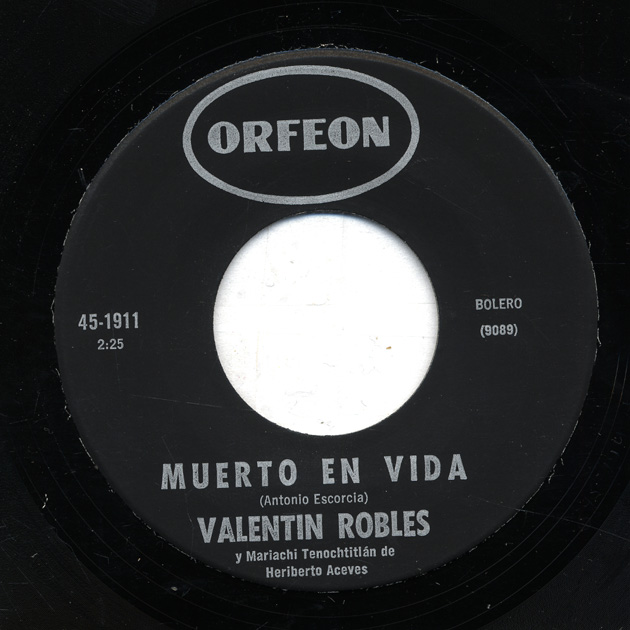 ORFEON
45-1911
2:25
BOLERO
(9089)
MUERTO EN VIDA
(Antonio Escorcia)
VALENTIN ROBLES
y Mariachi Tenochtitlán de
Heriberto Aceves